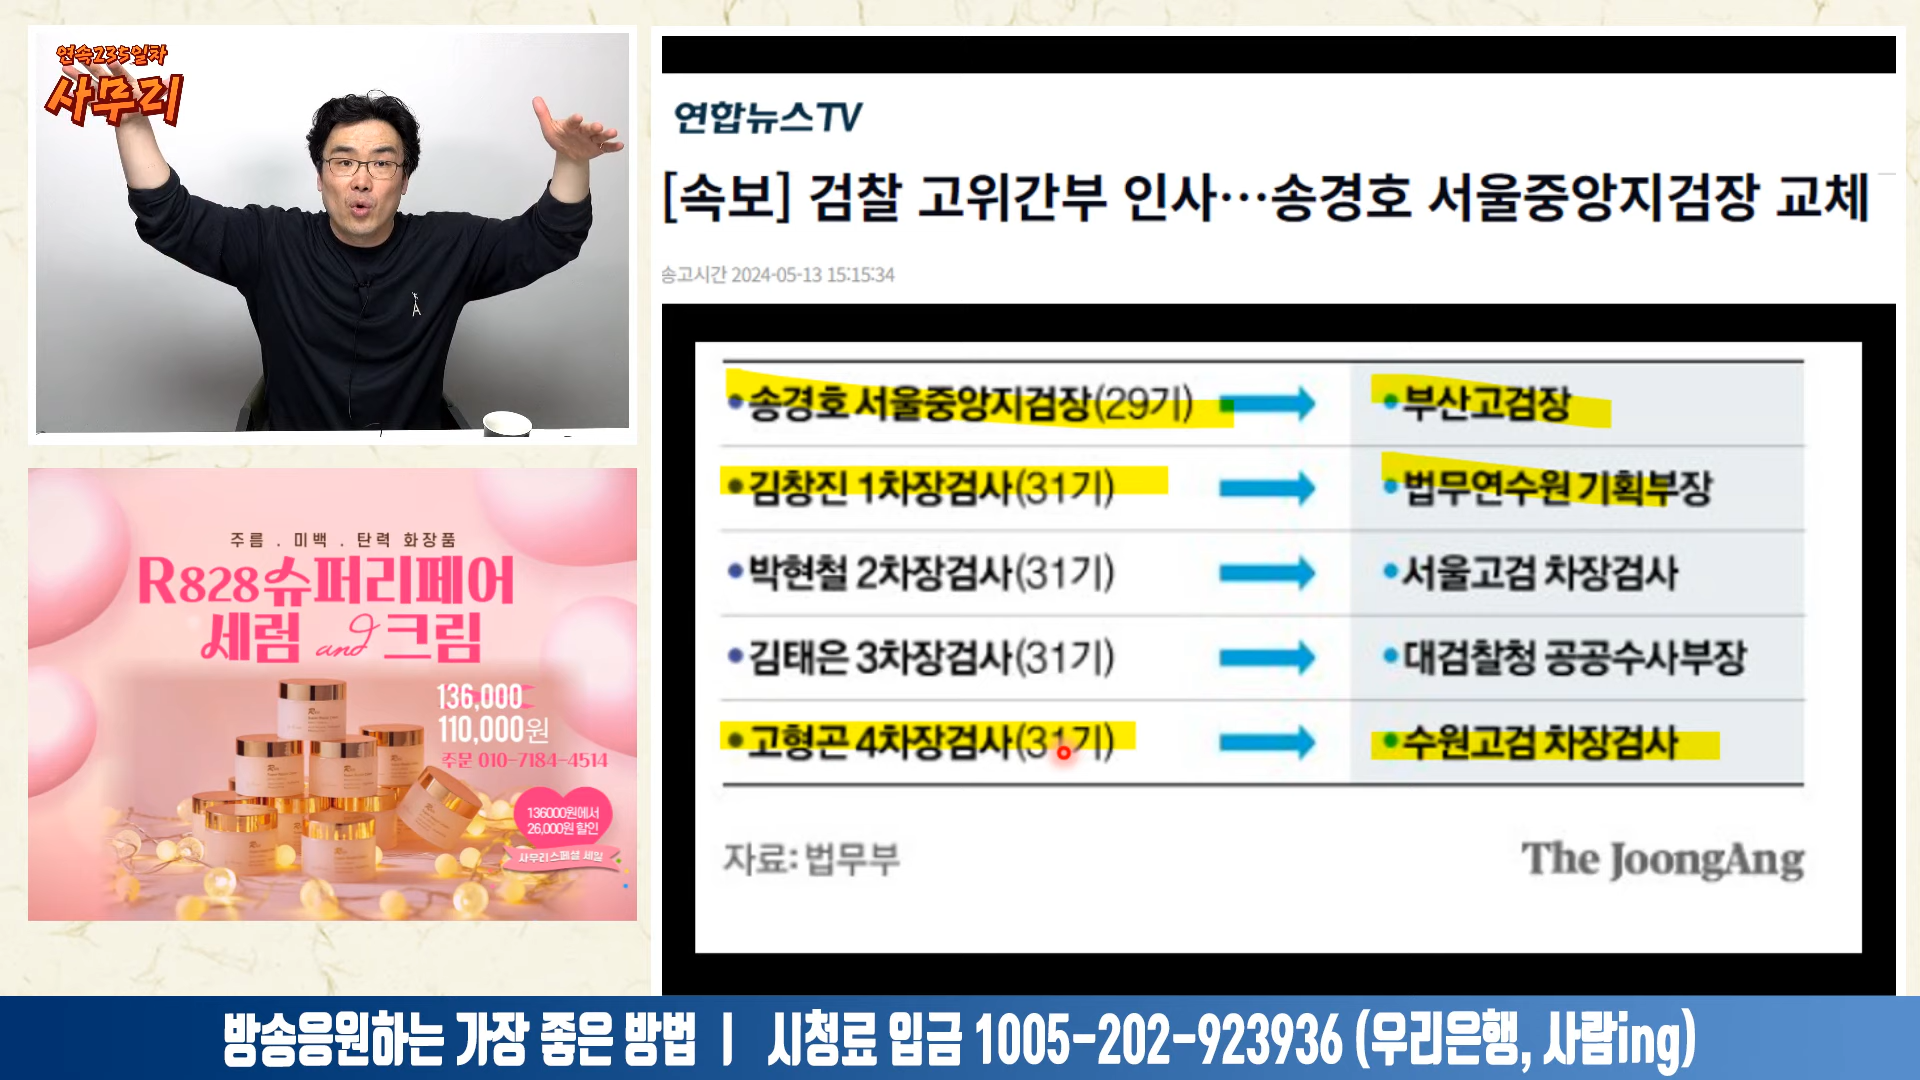 연속235일차
사무리
주름 . 미백 . 탄력 화장품
R828슈퍼리페어
세럼 and 크림
136,000
110,000원
주문 010-7184-4514
136000원에서
26,000원 할인
사무리스페셜 세일
연합뉴스TV
[속보] 검찰 고위간부 인사…송경호 서울중앙지검장 교체
송고시간 2024-05-13 15:15:34
•송경호 서울중앙지검장(29기) •부산고검장
•김창진 1차장검사(31기) •법무연수원 기획부장
•박현철 2차장검사(31기) •서울고검 차장검사
•김태은 3차장검사(31기) •대검찰청 공공수사부장
•고형곤 4차장검사(31기) •수원고검 차장검사
자료: 법무부 The JoongAng
방송응원하는 가장 좋은 방법 | 시청료 입금 1005-202-923936 (우리은행, 사람ing)